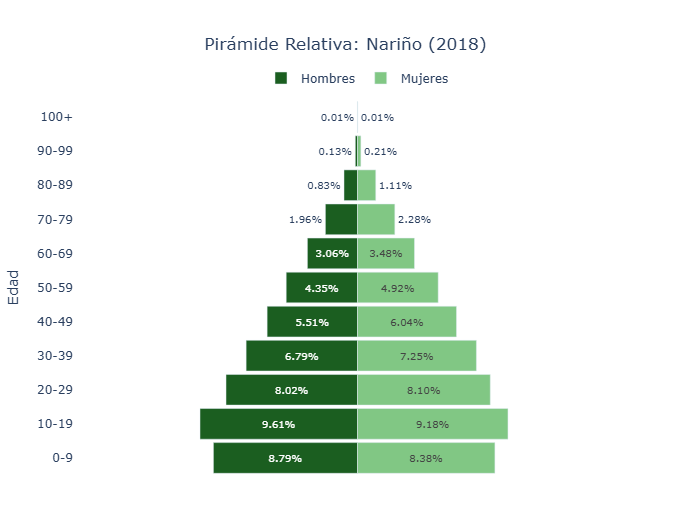 Pirámide Relativa: Nariño (2018)
Hombres Mujeres
100+ 0.01% 0.01%
90-99 0.13% 0.21%
80-89 0.83% 1.11%
70-79 1.96% 2.28%
60-69 3.06% 3.48%
50-59 4.35% 4.92%
40-49 5.51% 6.04%
30-39 6.79% 7.25%
20-29 8.02% 8.10%
10-19 9.61% 9.18%
0-9 8.79% 8.38%
Edad